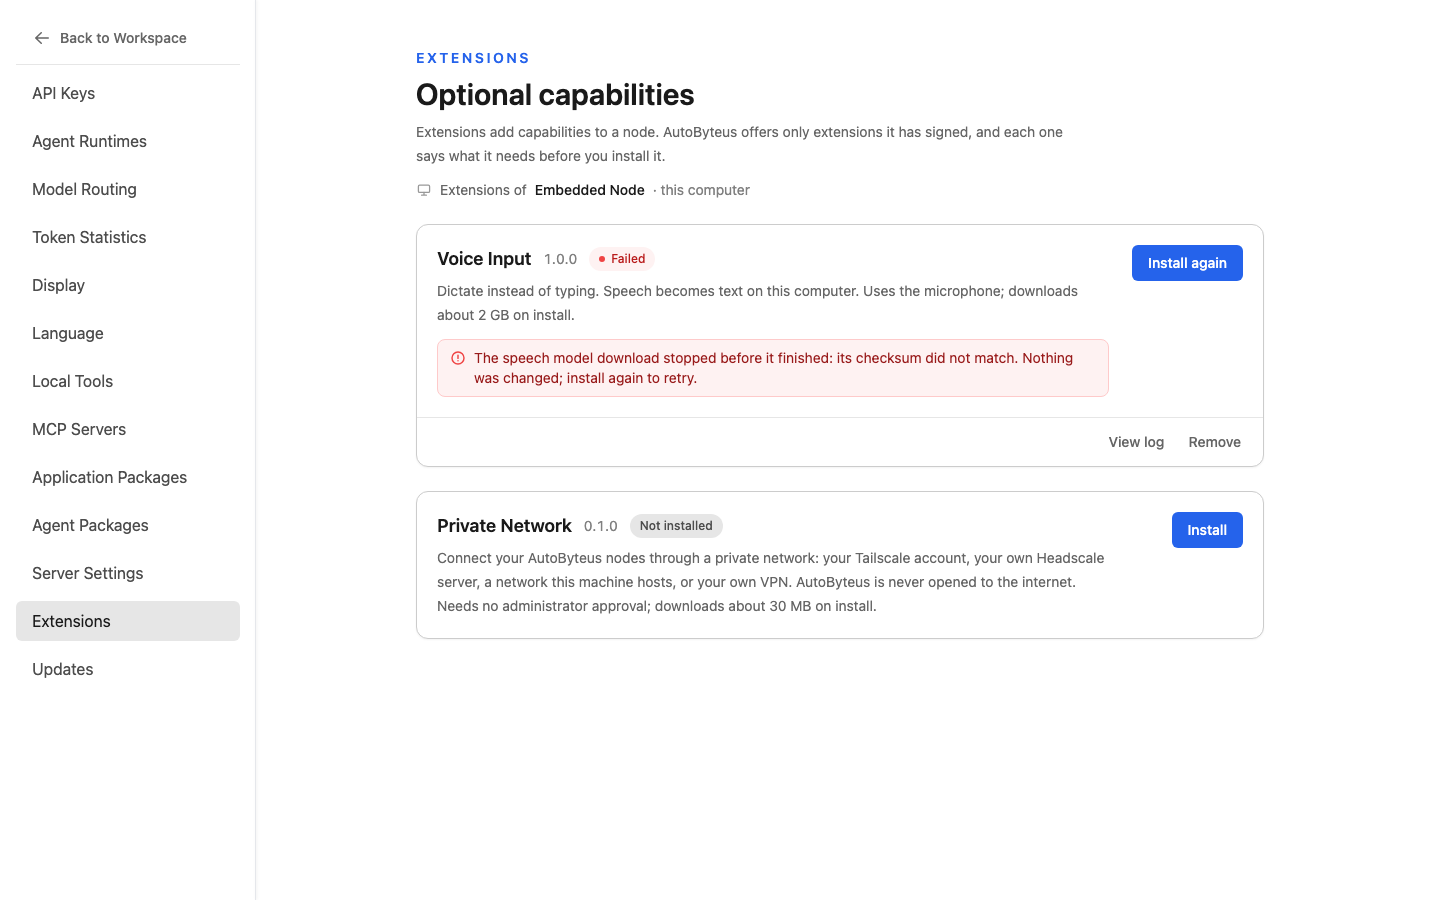 Back to Workspace
API Keys
Agent Runtimes
Model Routing
Token Statistics
Display
Language
Local Tools
MCP Servers
Application Packages
Agent Packages
Server Settings
Extensions
Updates
EXTENSIONS
Optional capabilities
Extensions add capabilities to a node. AutoByteus offers only extensions it has signed, and each one
says what it needs before you install it.
Extensions of Embedded Node · this computer
Voice Input 1.0.0 Failed
Install again
Dictate instead of typing. Speech becomes text on this computer. Uses the microphone; downloads
about 2 GB on install.
The speech model download stopped before it finished: its checksum did not match. Nothing
was changed; install again to retry.
View log Remove
Private Network 0.1.0 Not installed
Install
Connect your AutoByteus nodes through a private network: your Tailscale account, your own Headscale
server, a network this machine hosts, or your own VPN. AutoByteus is never opened to the internet.
Needs no administrator approval; downloads about 30 MB on install.